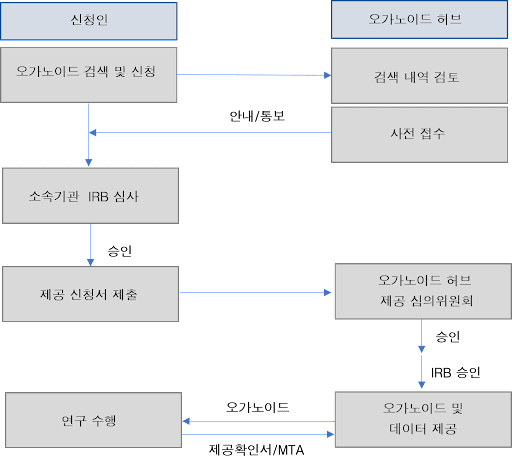 신청인
오가노이드 허브
오가노이드 검색 및 신청
검색 내역 검토
안내/통보
사전 접수
소속기관 IRB 심사
승인
제공 신청서 제출
오가노이드 허브
제공 심의위원회
승인
IRB 승인
연구 수행
오가노이드
오가노이드 및
데이터 제공
제공확인서/MTA